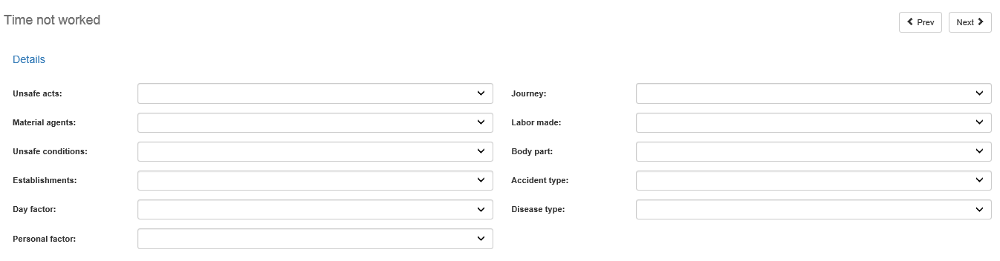 Time not worked
Prev
Next
Details
Unsafe acts:
Journey:
Material agents:
Labor made:
Unsafe conditions:
Body part:
Establishments:
Accident type:
Day factor:
Disease type:
Personal factor: